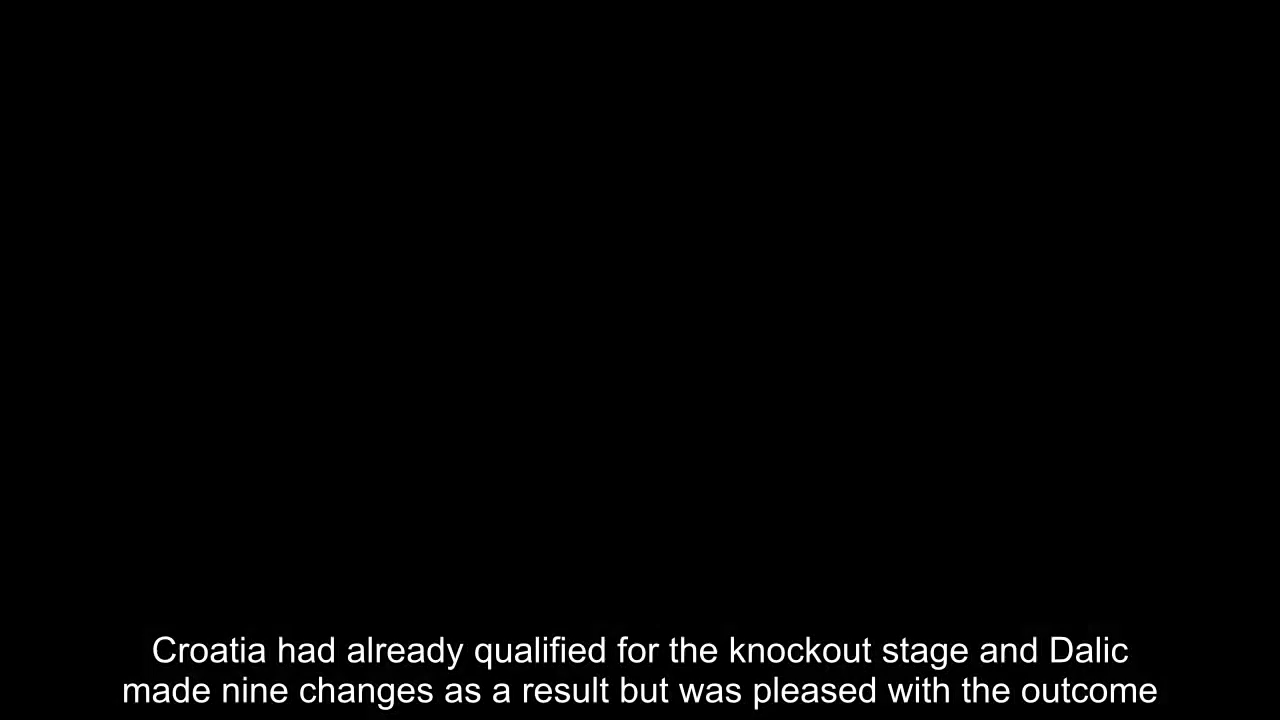 Croatia had already qualified for the knockout stage and Dalic
made nine changes as a result but was pleased with the outcome